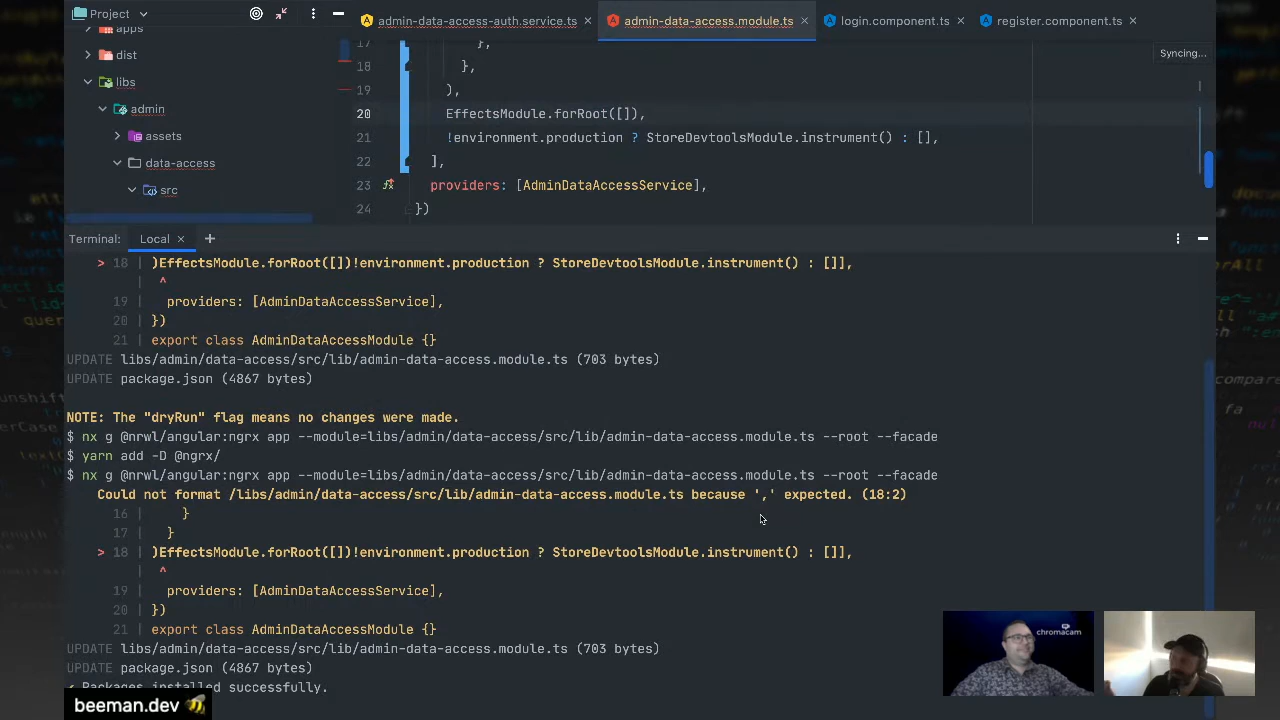 Project
admin-data-access-auth.service.ts
admin-data-access.module.ts
login.component.ts
register.component.ts
apps
dist
libs
admin
assets
data-access
src
Syncing...
17 },
18 },
19 ),
20 EffectsModule.forRoot([]),
21 !environment.production ? StoreDevtoolsModule.instrument() : [],
22 ],
23 providers: [AdminDataAccessService],
24 })
Terminal: Local
> 18 | )EffectsModule.forRoot([])!environment.production ? StoreDevtoolsModule.instrument() : []],
| ^
19 | providers: [AdminDataAccessService],
20 | })
21 | export class AdminDataAccessModule {}
UPDATE libs/admin/data-access/src/lib/admin-data-access.module.ts (703 bytes)
UPDATE package.json (4867 bytes)
NOTE: The "dryRun" flag means no changes were made.
$ nx g @nrwl/angular:ngrx app --module=libs/admin/data-access/src/lib/admin-data-access.module.ts --root --facade
$ yarn add -D @ngrx/
$ nx g @nrwl/angular:ngrx app --module=libs/admin/data-access/src/lib/admin-data-access.module.ts --root --facade
Could not format /libs/admin/data-access/src/lib/admin-data-access.module.ts because ',' expected. (18:2)
16 | }
17 | }
> 18 | )EffectsModule.forRoot([])!environment.production ? StoreDevtoolsModule.instrument() : []],
| ^
19 | providers: [AdminDataAccessService],
20 | })
21 | export class AdminDataAccessModule {}
UPDATE libs/admin/data-access/src/lib/admin-data-access.module.ts (703 bytes)
UPDATE package.json (4867 bytes)
✓ Packages installed successfully.
chromacam
beeman.dev